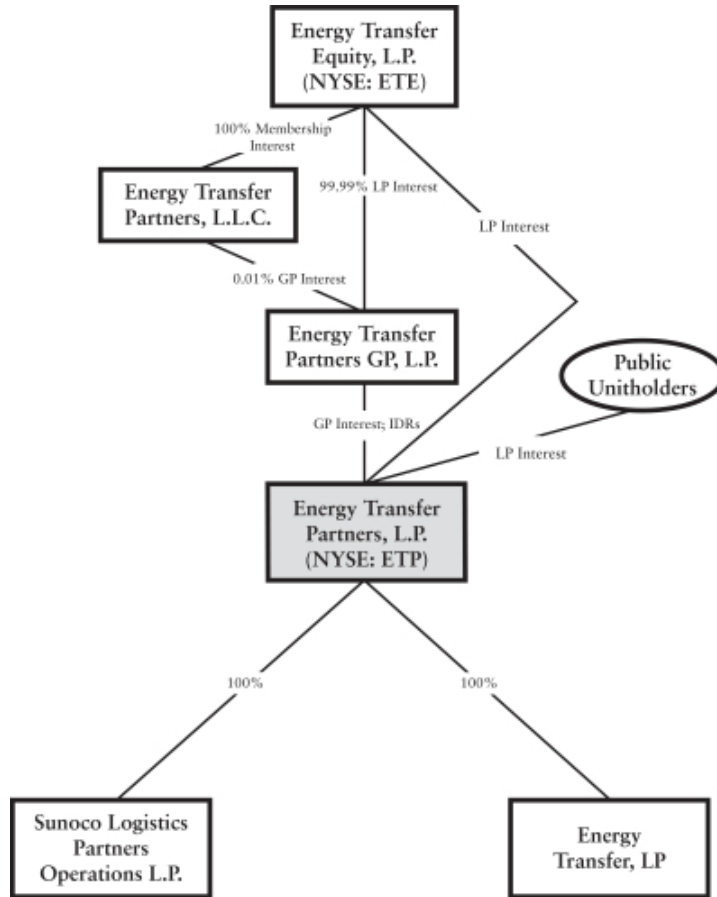 Energy Transfer
Equity, L.P.
(NYSE: ETE)
100% Membership
Interest
Energy Transfer
Partners, L.L.C.
99.99% LP Interest
LP Interest
0.01% GP Interest
Energy Transfer
Partners GP, L.P.
Public
Unitholders
GP Interest; IDRs
LP Interest
Energy Transfer
Partners, L.P.
(NYSE: ETP)
100%
100%
Sunoco Logistics
Partners
Operations L.P.
Energy
Transfer, LP